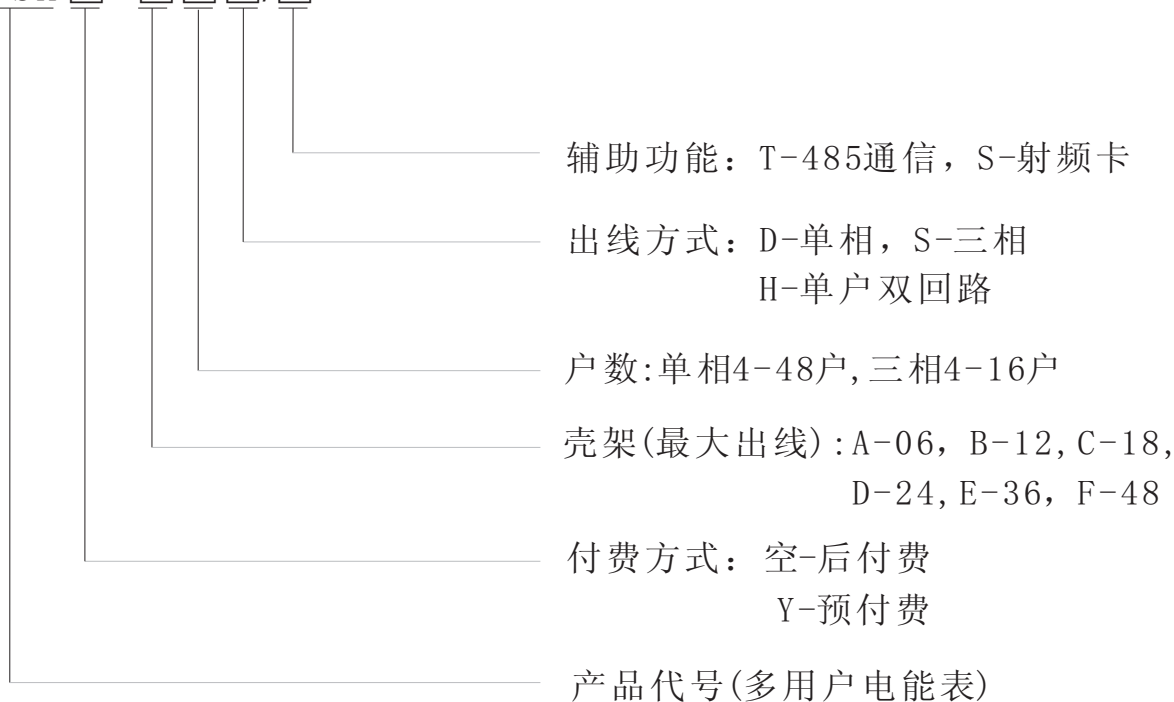 辅助功能：T-485通信，S-射频卡
出线方式：D-单相，S-三相
H-单户双回路
户数:单相4-48户,三相4-16户
壳架(最大出线):A-06，B-12,C-18,
D-24,E-36，F-48
付费方式：空-后付费
Y-预付费
产品代号(多用户电能表)